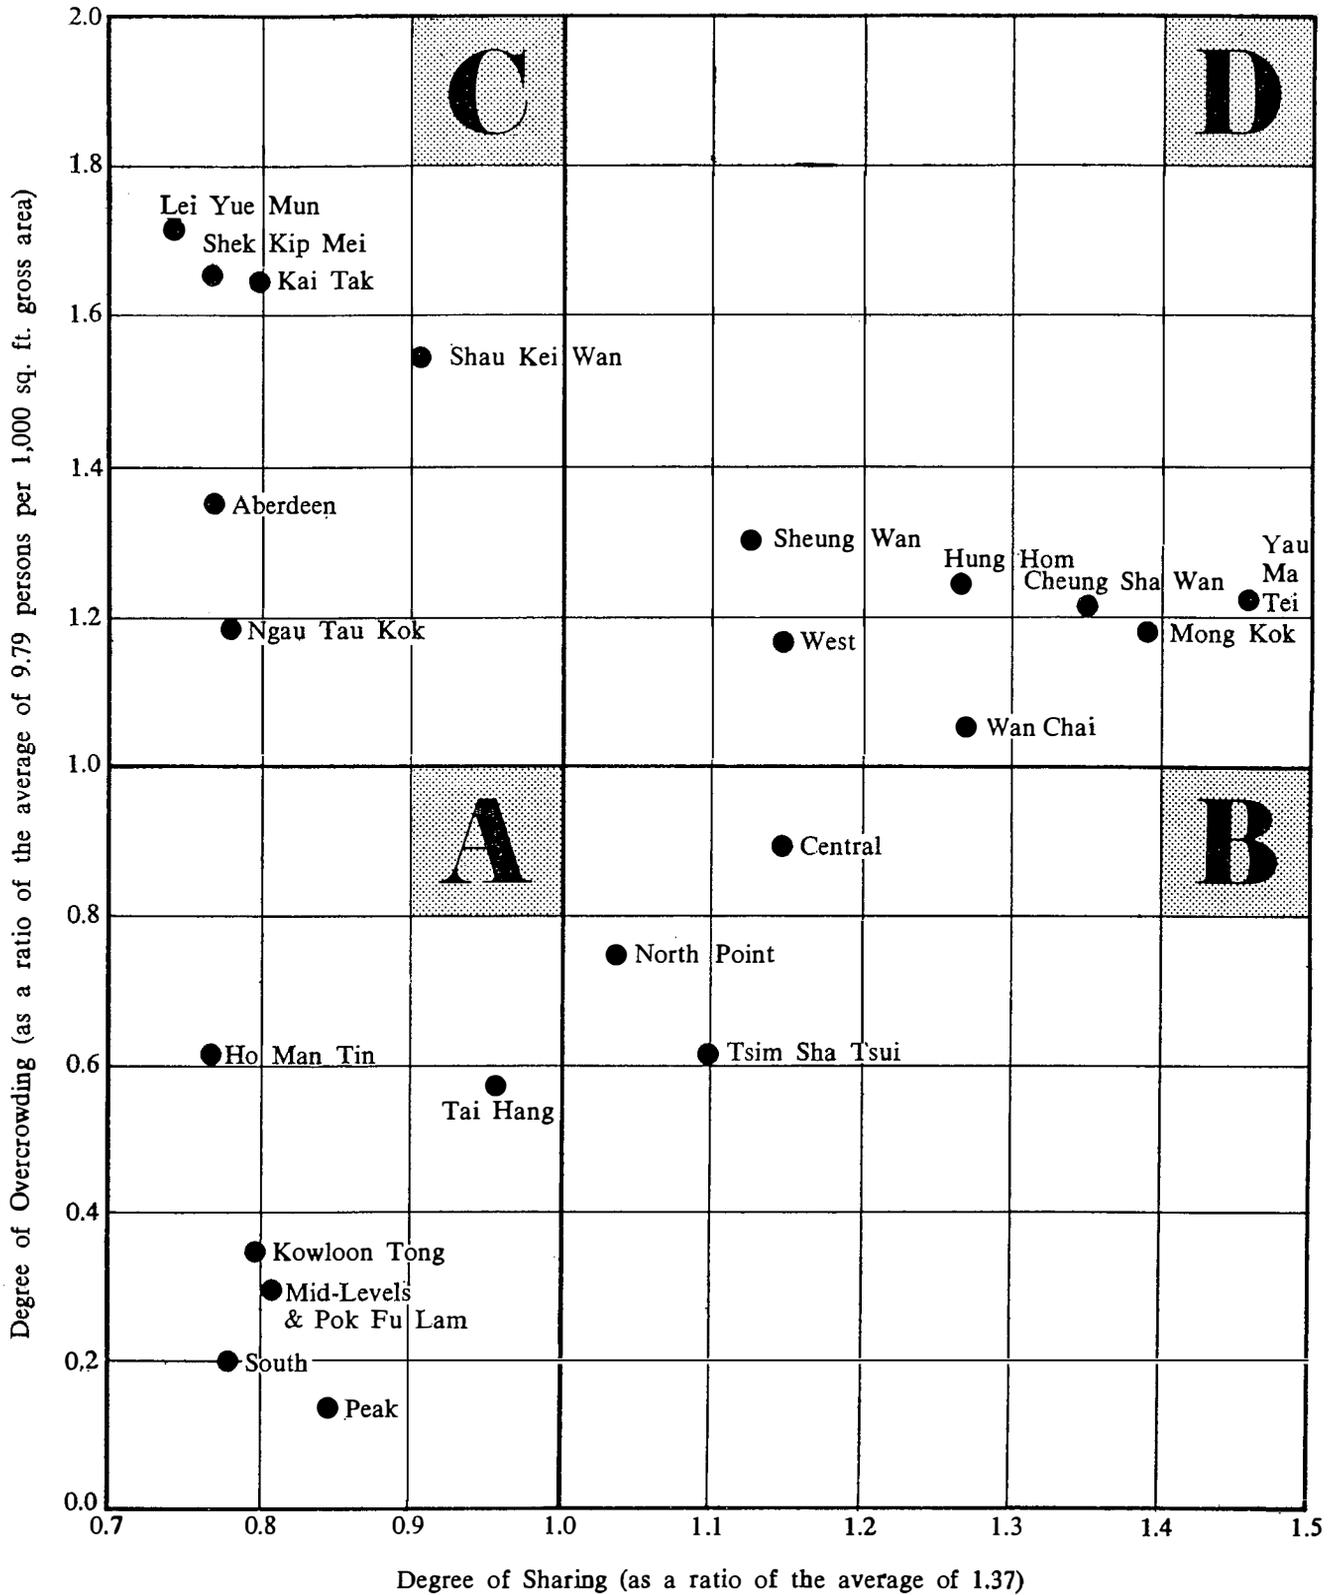 2.0
C
D
1.8
Lei Yue Mun
Shek Kip Mei
Kai Tak
1.6
Shau Kei Wan
1.4
Aberdeen
Sheung Wan
Hung Hom
Cheung Sha Wan
Yau
Ma
Tei
1.2
Ngau Tau Kok
West
Mong Kok
Wan Chai
1.0
A
B
Central
0.8
North Point
Ho Man Tin
Tsim Sha Tsui
0.6
Tai Hang
0.4
Kowloon Tong
Mid-Levels
& Pok Fu Lam
0.2
South
Peak
0.0
0.7 0.8 0.9 1.0 1.1 1.2 1.3 1.4 1.5
Degree of Sharing (as a ratio of the average of 1.37)
Degree of Overcrowding (as a ratio of the average of 9.79 persons per 1,000 sq. ft. gross area)